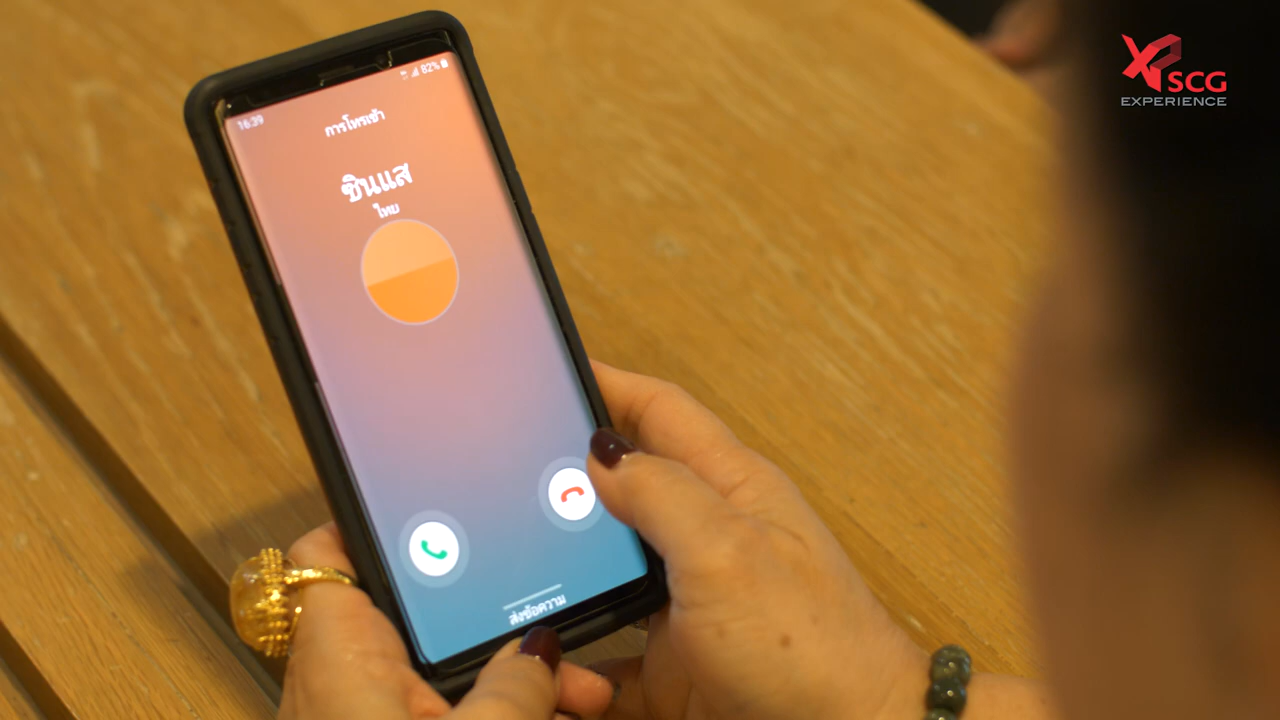 SCG
EXPERIENCE
16:39
82%
การโทรเข้า
ซินแส
ไทย
ส่งข้อความ